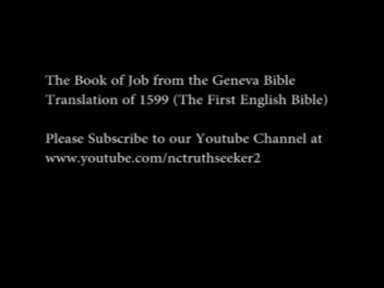 The Book of Job from the Geneva Bible
Translation of 1599 (The First English Bible)
Please Subscribe to our Youtube Channel at
www.youtube.com/nctruthseeker2